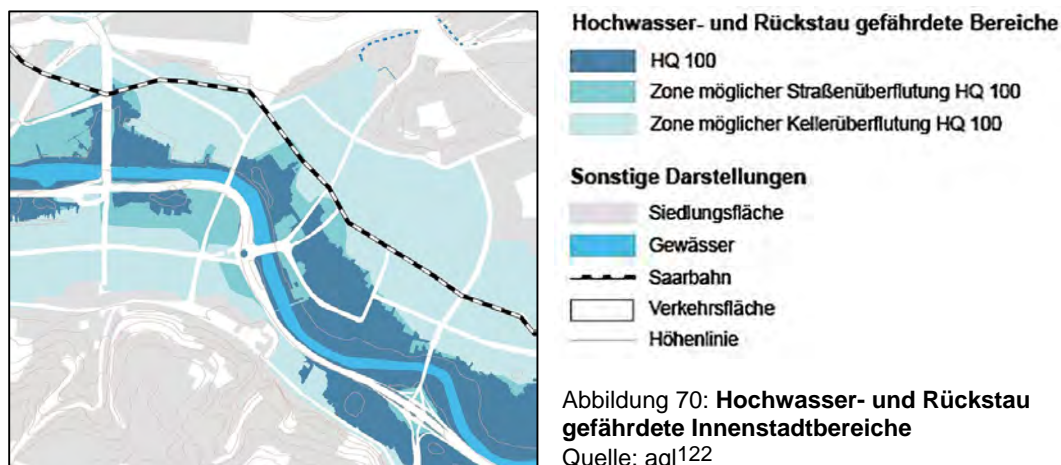 Hochwasser- und Rückstau gefährdete Bereiche
HQ 100
Zone möglicher Straßenüberflutung HQ 100
Zone möglicher Kellerüberflutung HQ 100
Sonstige Darstellungen
Siedlungsfläche
Gewässer
Saarbahn
Verkehrsfläche
Höhenlinie
Abbildung 70: Hochwasser- und Rückstau
gefährdete Innenstadtbereiche
Quelle: agl122